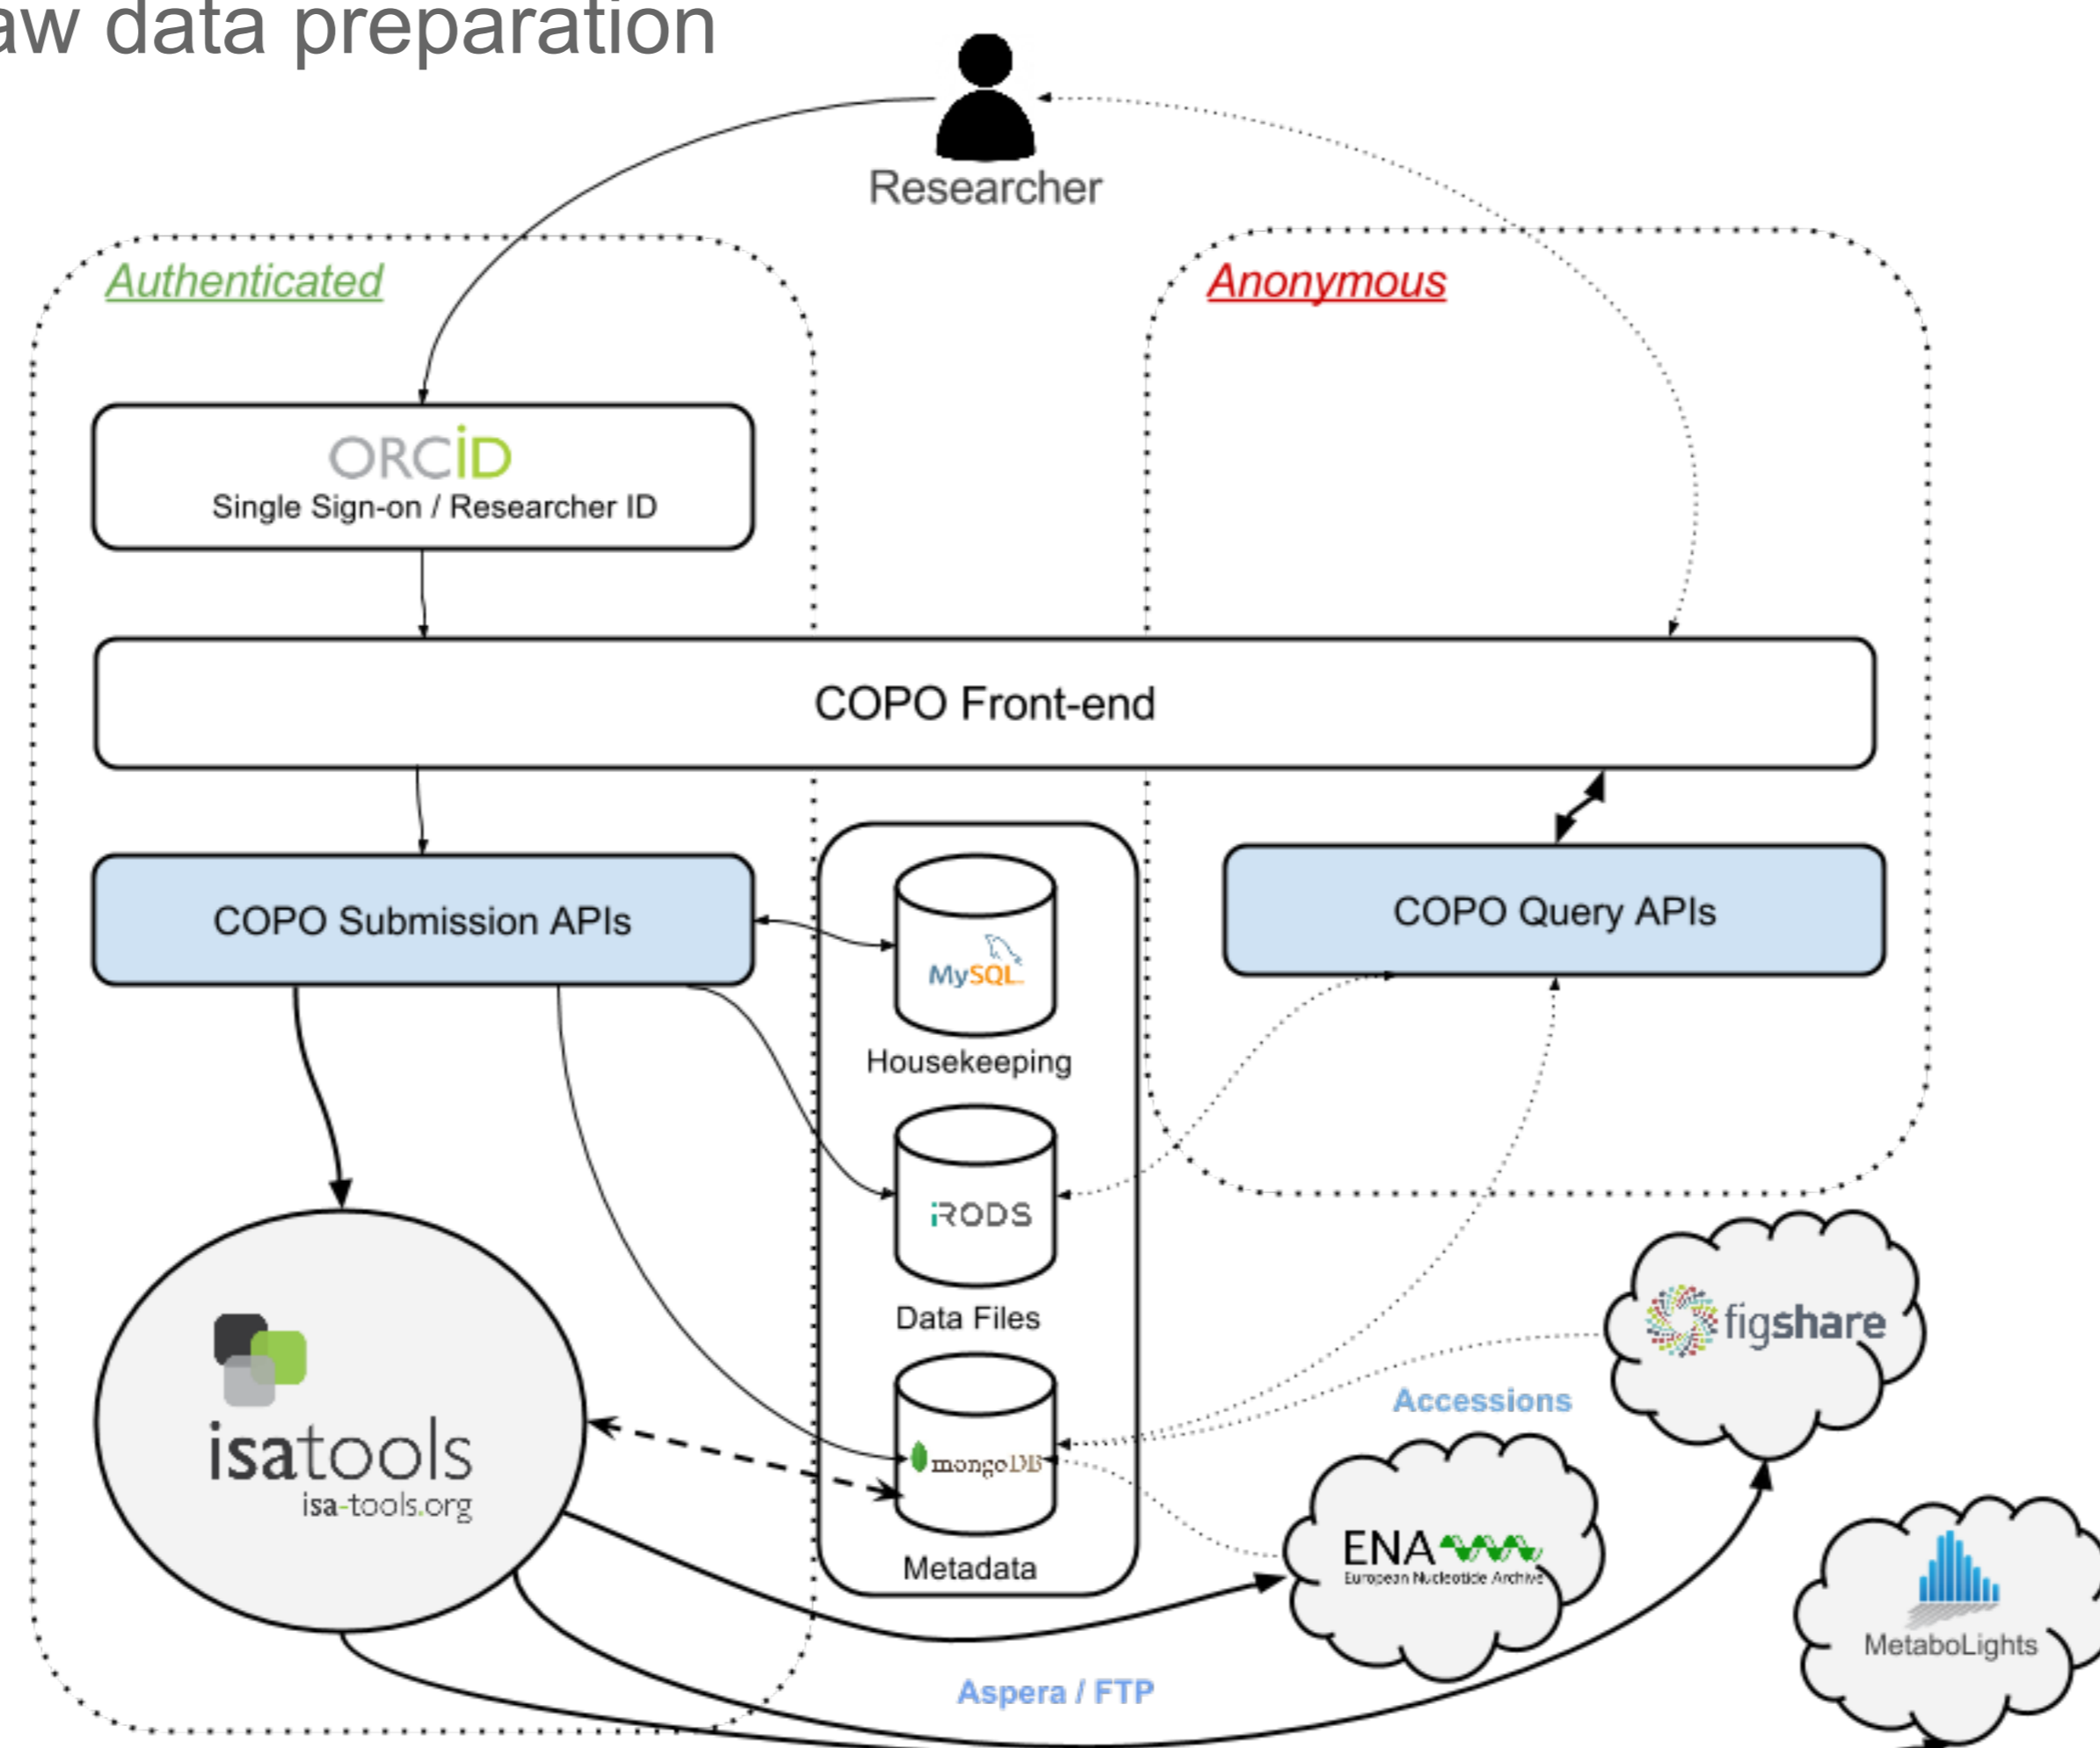 aw data preparation
Researcher
Authenticated
Anonymous
ORCiD
Single Sign-on / Researcher ID
COPO Front-end
COPO Submission APIs
COPO Query APIs
MySQL
Housekeeping
iRODS
Data Files
figshare
Accessions
isatools
isa-tools.org
mongoDB
Metadata
ENA
European Nucleotide Archive
MetaboLights
Aspera / FTP